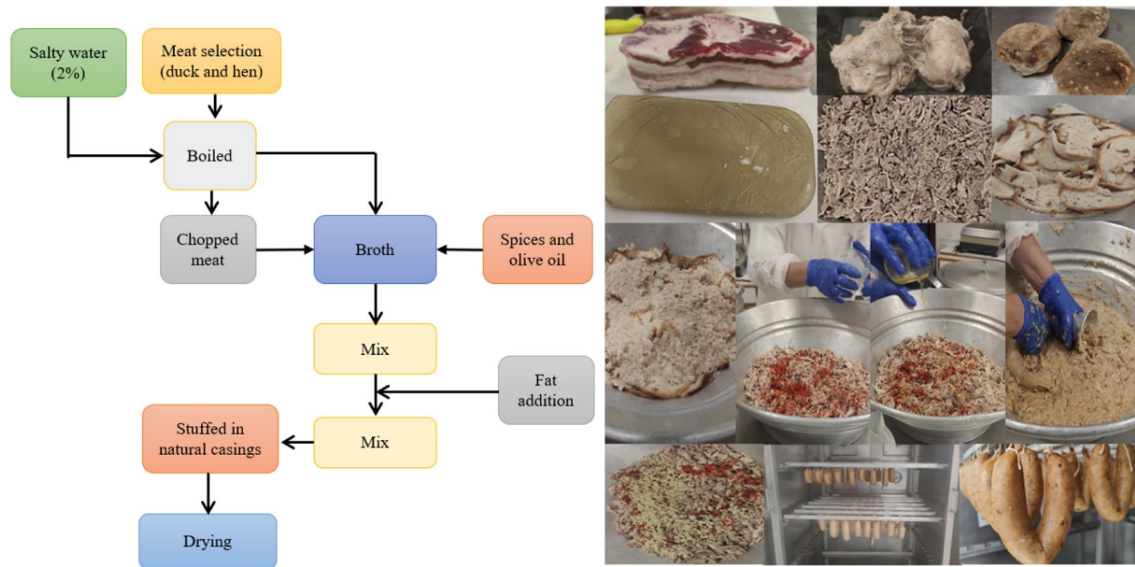 Salty water
(2%)
Meat selection
(duck and hen)
Boiled
Chopped
meat
Broth
Spices and
olive oil
Mix
Fat
addition
Stuffed in
natural casings
Mix
Drying